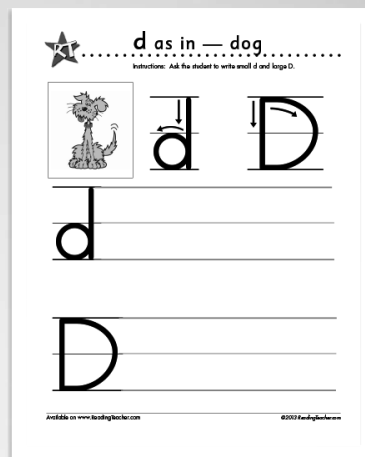 RT
d as in — dog
Instructions: Ask the student to write small d and large D.
d D
d
D
Available on www.ReadingTeacher.com ©2013 ReadingTeacher.com